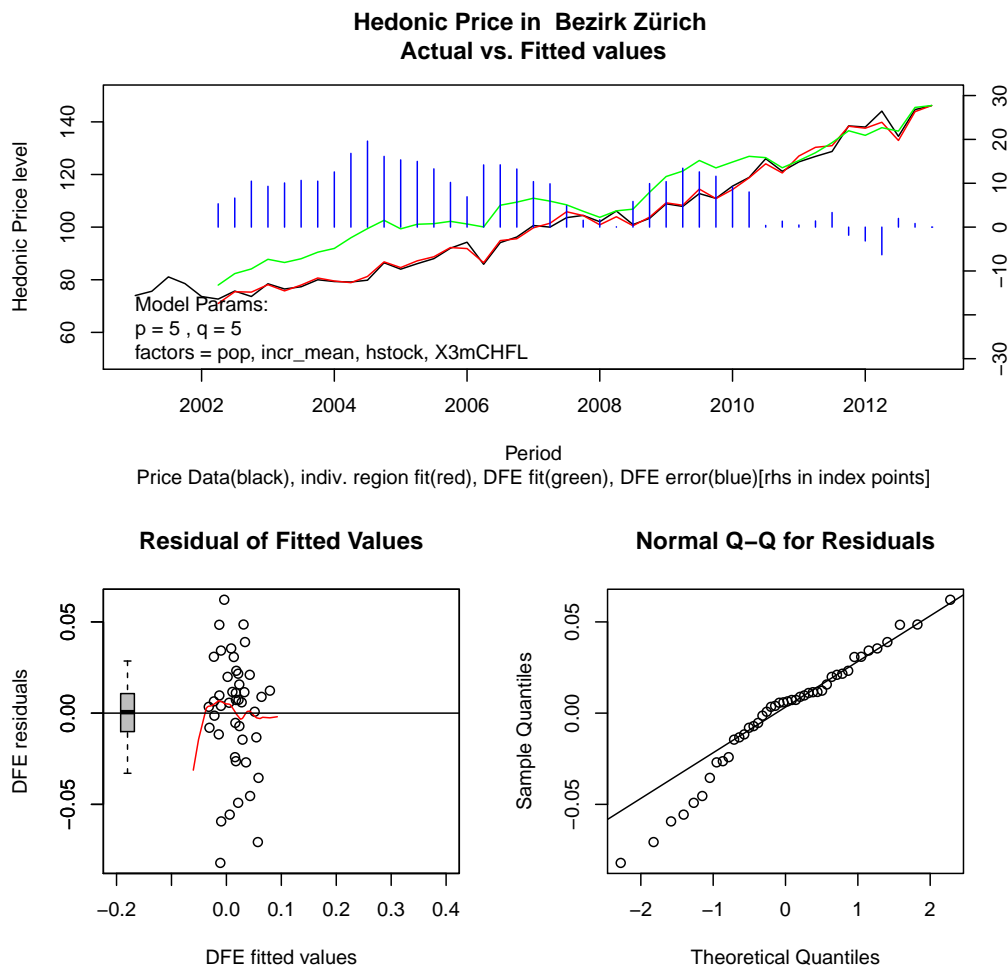 Hedonic Price in  Bezirk Zürich
Actual vs. Fitted values
Hedonic Price level
140
120
100
80
60
30
20
10
0
−10
−30
Model Params:
p = 5 , q = 5
factors = pop, incr_mean, hstock, X3mCHFL
2002 2004 2006 2008 2010 2012
Period
Price Data(black), indiv. region fit(red), DFE fit(green), DFE error(blue)[rhs in index points]
Residual of Fitted Values
DFE residuals
0.05
0.00
−0.05
−0.2 0.0 0.1 0.2 0.3 0.4
DFE fitted values
Normal Q−Q for Residuals
Sample Quantiles
0.05
0.00
−0.05
−2 −1 0 1 2
Theoretical Quantiles